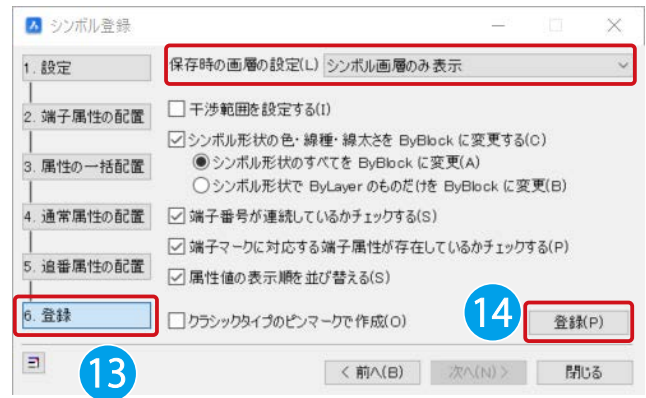 シンボル登録
1. 設定
保存時の画層の設定(L) シンボル画層のみ表示
2. 端子属性の配置
□干渉範囲を設定する(I)
☑シンボル形状の色・線種・線太さを ByBlock に変更する(C)
3. 属性の一括配置
◉シンボル形状のすべてを ByBlock に変更(A)
○シンボル形状で ByLayer のものだけを ByBlock に変更(B)
4. 通常属性の配置
☑端子番号が連続しているかチェックする(S)
☑端子マークに対応する端子属性が存在しているかチェックする(P)
5. 追番属性の配置
☑属性値の表示順を並び替える(S)
6. 登録
□クラシックタイプのピンマークで作成(O)
14
登録(P)
13
< 前へ(B)
次へ(N) >
閉じる